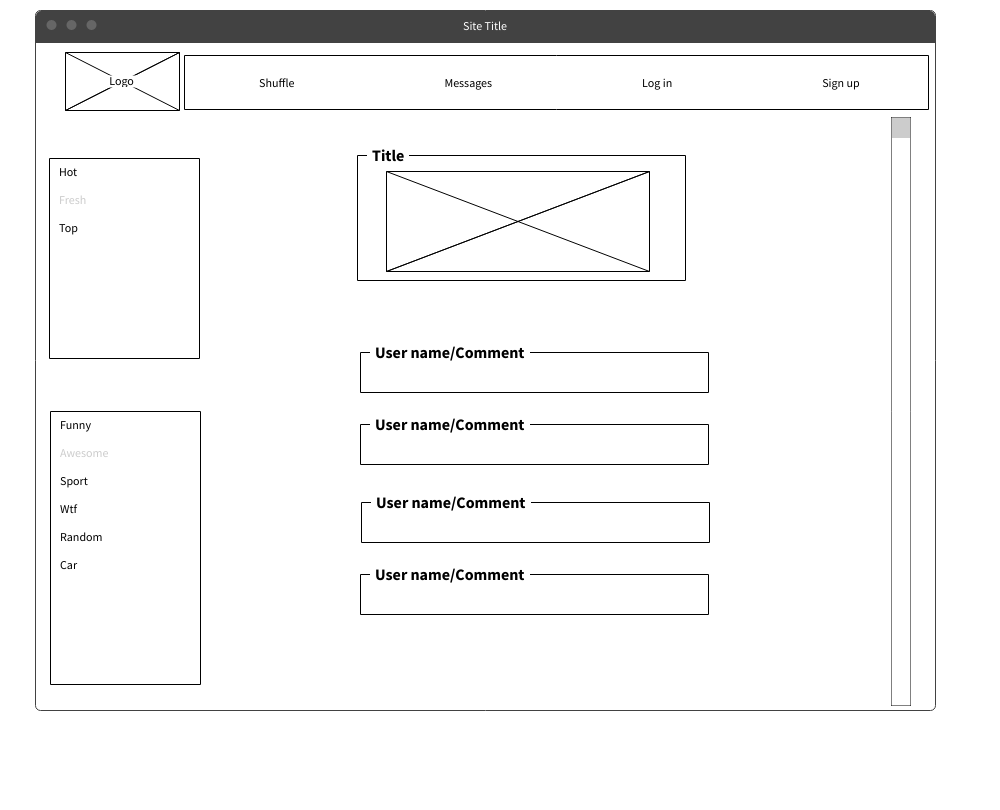 Site Title
Logo
Shuffle
Messages
Log in
Sign up
Hot
Fresh
Top
Title
User name/Comment
User name/Comment
Funny
Awesome
Sport
Wtf
Random
Car
User name/Comment
User name/Comment